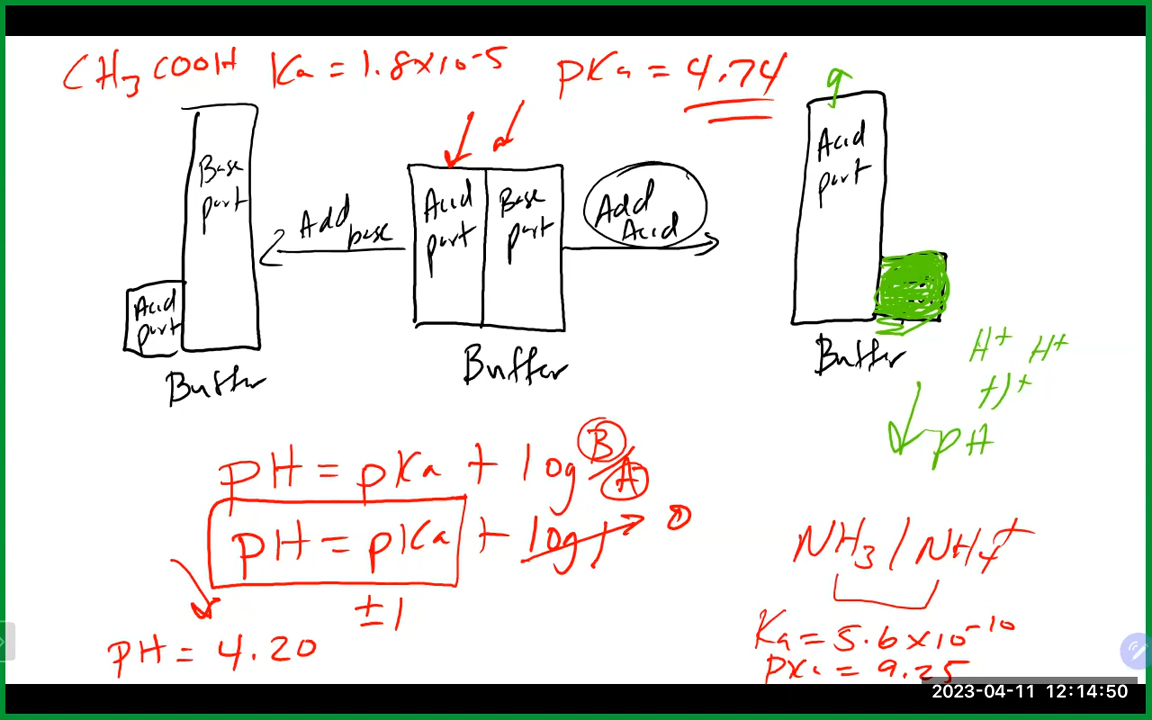 CH3COOH Ka = 1.8x10-5 pKa = 4.74
Base part
Add base
Acid part
Base part
Add Acid
Acid part
Acid part
Buffer
Buffer
Buffer
H+ H+
H+
pH
pH = pKa + log B/A
pH = pKa + log 1 → 0
± 1
pH = 4.20
NH3 / NH4+
Ka = 5.6x10-10
pKa = 9.25
2023-04-11 12:14:50